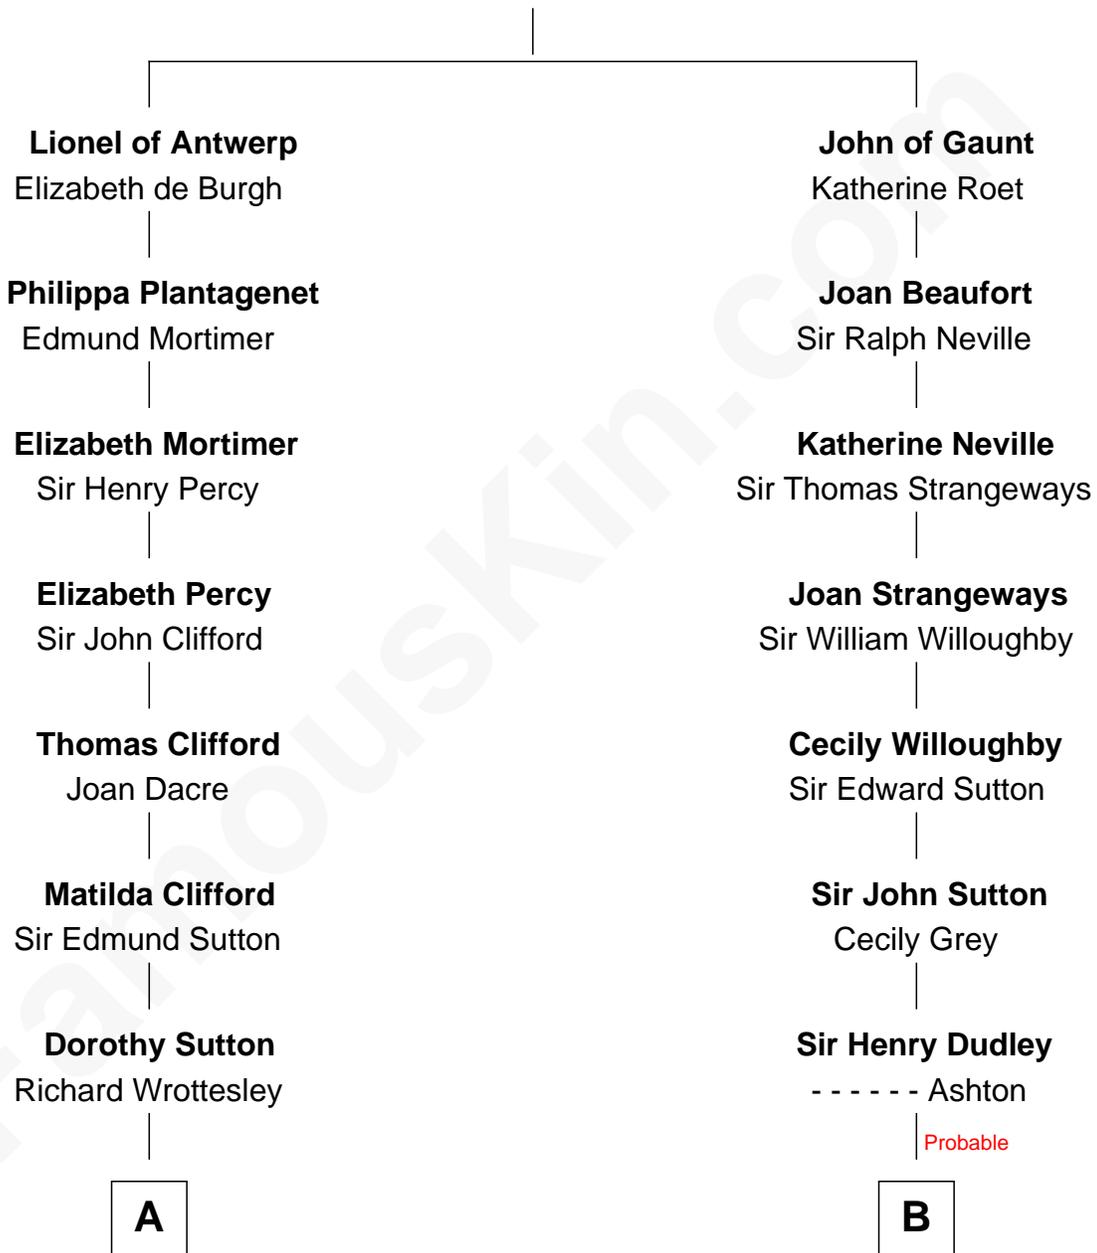 Lionel of Antwerp
Elizabeth de Burgh
Philippa Plantagenet
Edmund Mortimer
Elizabeth Mortimer
Sir Henry Percy
Elizabeth Percy
Sir John Clifford
Thomas Clifford
Joan Dacre
Matilda Clifford
Sir Edmund Sutton
Dorothy Sutton
Richard Wrottesley
A
John of Gaunt
Katherine Roet
Joan Beaufort
Sir Ralph Neville
Katherine Neville
Sir Thomas Strangeways
Joan Strangeways
Sir William Willoughby
Cecily Willoughby
Sir Edward Sutton
Sir John Sutton
Cecily Grey
Sir Henry Dudley
- - - - - - Ashton
Probable
B
FamousKin.com